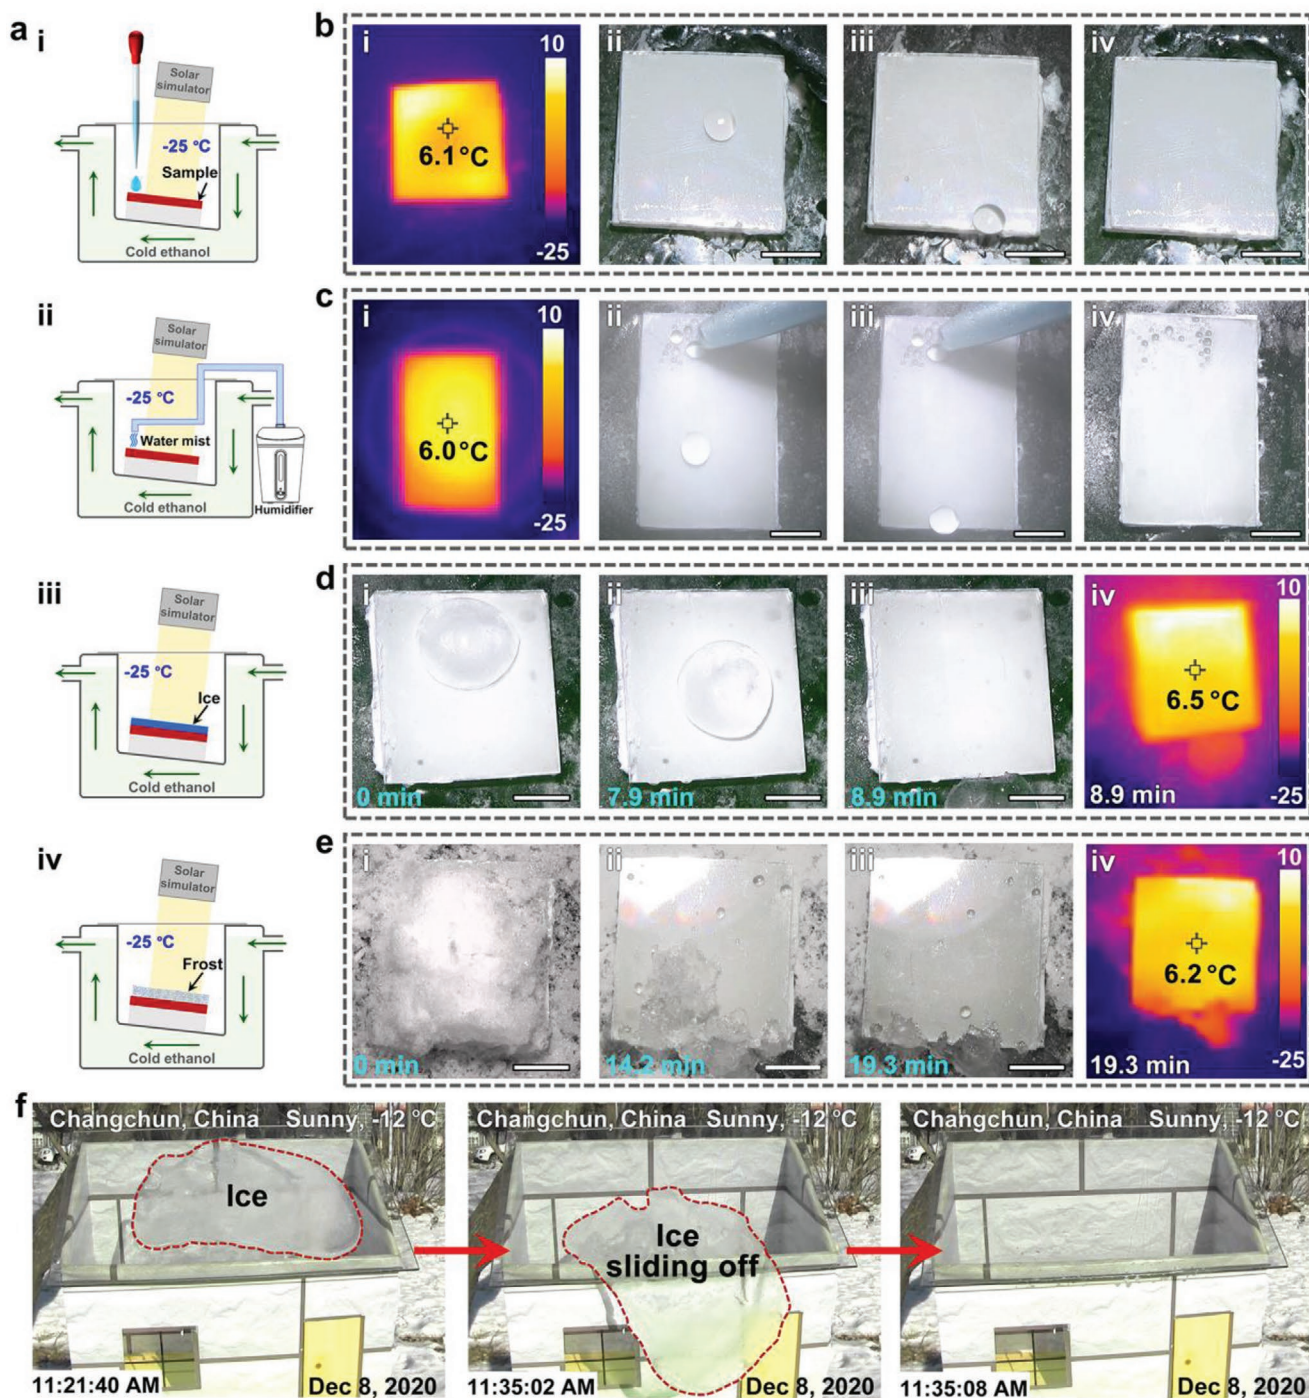 a
i
Solar
simulator
-25 °C
Sample
Cold ethanol
ii
Solar
simulator
-25 °C
Water mist
Cold ethanol
Humidifier
iii
Solar
simulator
-25 °C
Ice
Cold ethanol
iv
Solar
simulator
-25 °C
Frost
Cold ethanol
b
i
10
6.1 °C
-25
ii
iii
iv
c
i
10
6.0 °C
-25
ii
iii
iv
d
i
0 min
ii
7.9 min
iii
8.9 min
iv
10
6.5 °C
8.9 min
-25
e
i
0 min
ii
14.2 min
iii
19.3 min
iv
10
6.2 °C
19.3 min
-25
f
Changchun, China Sunny, -12 °C
Ice
11:21:40 AM Dec 8, 2020
Changchun, China Sunny, -12 °C
Ice
sliding off
11:35:02 AM Dec 8, 2020
Changchun, China Sunny, -12 °C
11:35:08 AM Dec 8, 2020